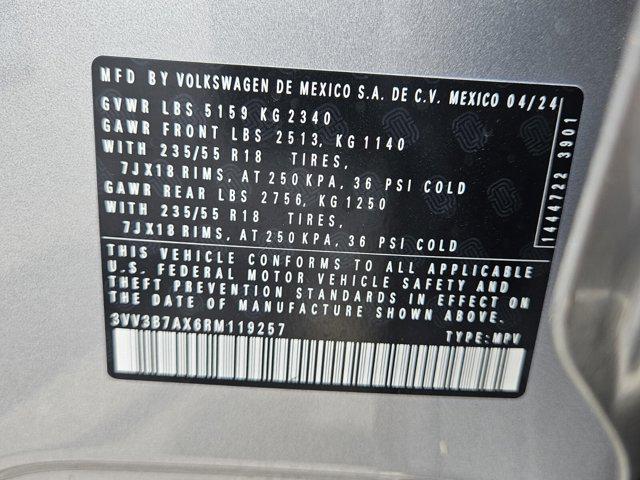 MFD BY VOLKSWAGEN DE MEXICO S.A. DE C.V. MEXICO 04/24
GVWR LBS 5159 KG 2340
GAWR FRONT LBS 2513, KG 1140
WITH 235/55 R18 TIRES,
7JX18 RIMS, AT 250 KPA, 36 PSI COLD
GAWR REAR LBS 2756, KG 1250
WITH 235/55 R18 TIRES,
7JX18 RIMS, AT 250 KPA, 36 PSI COLD
THIS VEHICLE CONFORMS TO ALL APPLICABLE
U.S. FEDERAL MOTOR VEHICLE SAFETY AND
THEFT PREVENTION STANDARDS IN EFFECT ON
THE DATE OF MANUFACTURE SHOWN ABOVE.
3VV3B7AX6RM119257
TYPE:MPV
1444722 3901